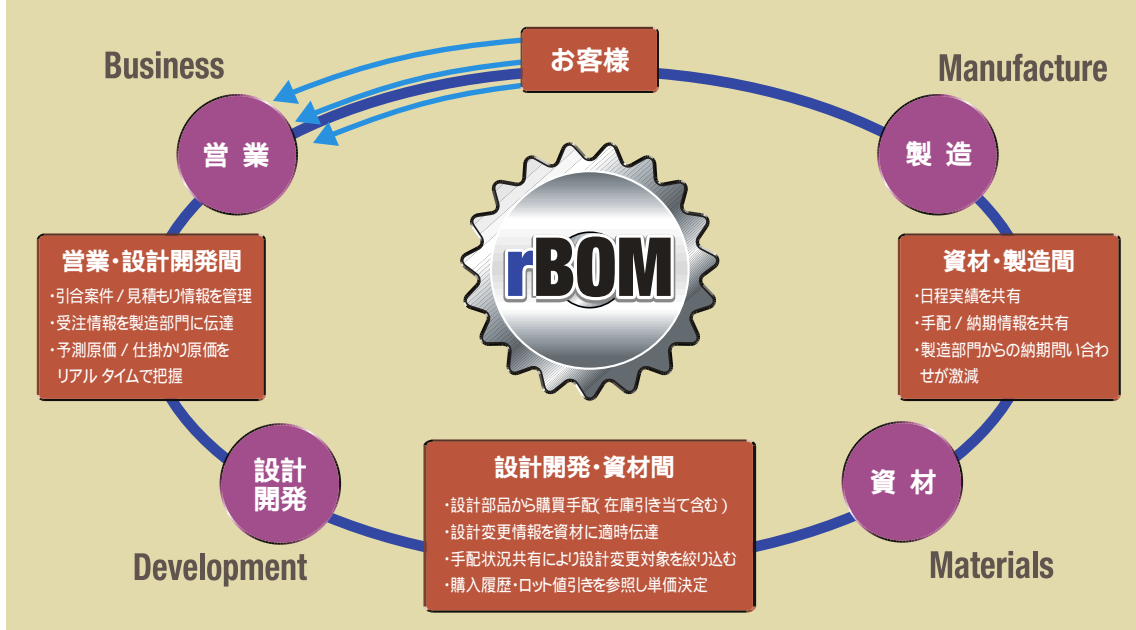 お客様
Business
Manufacture
営業
製造
rBOM
営業・設計開発間
・引合案件 / 見積もり情報を管理
・受注情報を製造部門に伝達
・予測原価 / 仕掛かり原価を
リアル タイムで把握
資材・製造間
・日程実績を共有
・手配 / 納期情報を共有
・製造部門からの納期問い合わ
せが激減
設計
開発
設計開発・資材間
・設計部品から購買手配( 在庫引き当て含む )
・設計変更情報を資材に適時伝達
・手配状況共有により設計変更対象を絞り込む
・購入履歴・ロット値引きを参照し単価決定
資材
Development
Materials